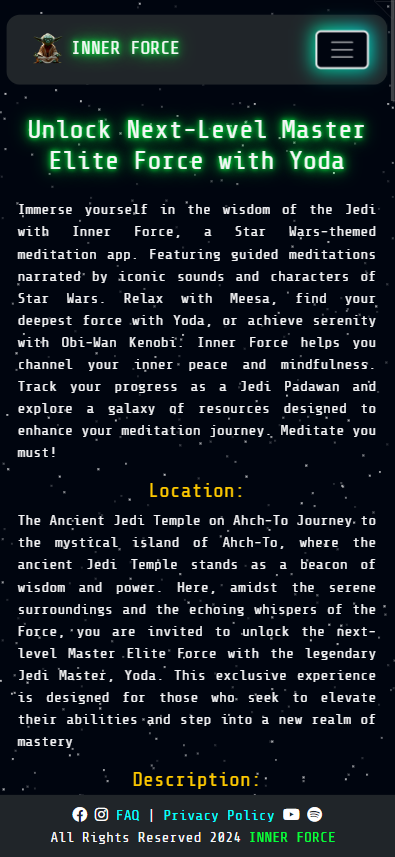 INNER FORCE
Unlock Next-Level Master
Elite Force with Yoda
Immerse yourself in the wisdom of the Jedi
with Inner Force, a Star Wars-themed
meditation app. Featuring guided meditations
narrated by iconic sounds and characters of
Star Wars. Relax with Meesa, find your
deepest force with Yoda, or achieve serenity
with Obi-Wan Kenobi. Inner Force helps you
channel your inner peace and mindfulness.
Track your progress as a Jedi Padawan and
explore a galaxy of resources designed to
enhance your meditation journey. Meditate you
must!
Location:
The Ancient Jedi Temple on Ahch-To Journey to
the mystical island of Ahch-To, where the
ancient Jedi Temple stands as a beacon of
wisdom and power. Here, amidst the serene
surroundings and the echoing whispers of the
Force, you are invited to unlock the next-
level Master Elite Force with the legendary
Jedi Master, Yoda. This exclusive experience
is designed for those who seek to elevate
their abilities and step into a new realm of
mastery
Description:
FAQ | Privacy Policy
All Rights Reserved 2024 INNER FORCE